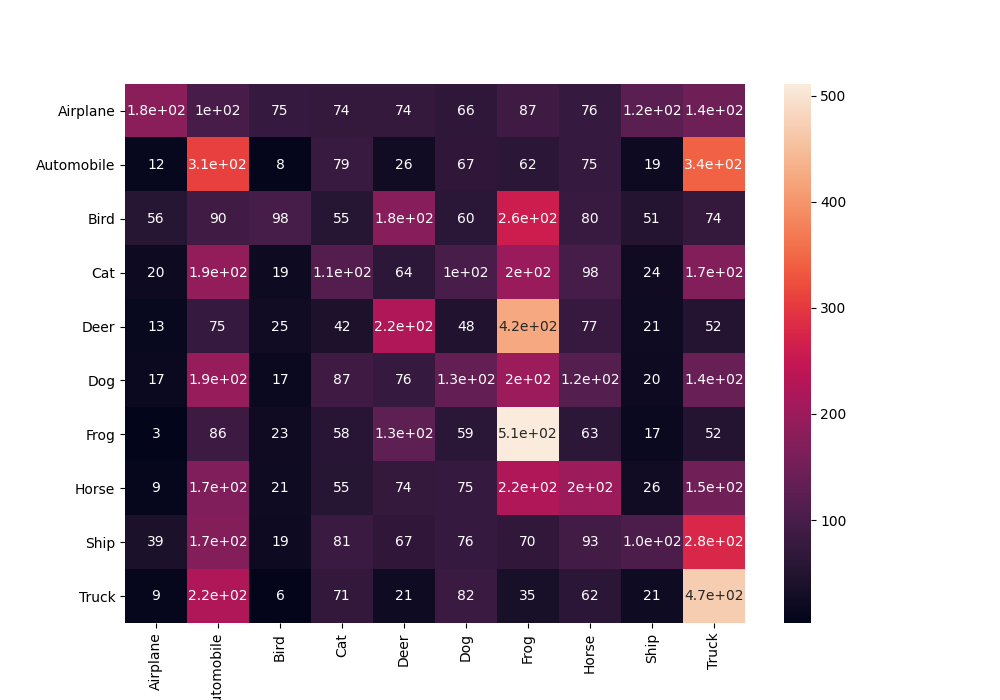 Airplane 1.8e+02 1e+02 75 74 74 66 87 76 1.2e+02 1.4e+02
Automobile 12 3.1e+02 8 79 26 67 62 75 19 3.4e+02
Bird 56 90 98 55 1.8e+02 60 2.6e+02 80 51 74
Cat 20 1.9e+02 19 1.1e+02 64 1e+02 2e+02 98 24 1.7e+02
Deer 13 75 25 42 2.2e+02 48 4.2e+02 77 21 52
Dog 17 1.9e+02 17 87 76 1.3e+02 2e+02 1.2e+02 20 1.4e+02
Frog 3 86 23 58 1.3e+02 59 5.1e+02 63 17 52
Horse 9 1.7e+02 21 55 74 75 2.2e+02 2e+02 26 1.5e+02
Ship 39 1.7e+02 19 81 67 76 70 93 1.0e+02 2.8e+02
Truck 9 2.2e+02 6 71 21 82 35 62 21 4.7e+02
Airplane utomobile Bird Cat Deer Dog Frog Horse Ship Truck
500
400
300
200
100